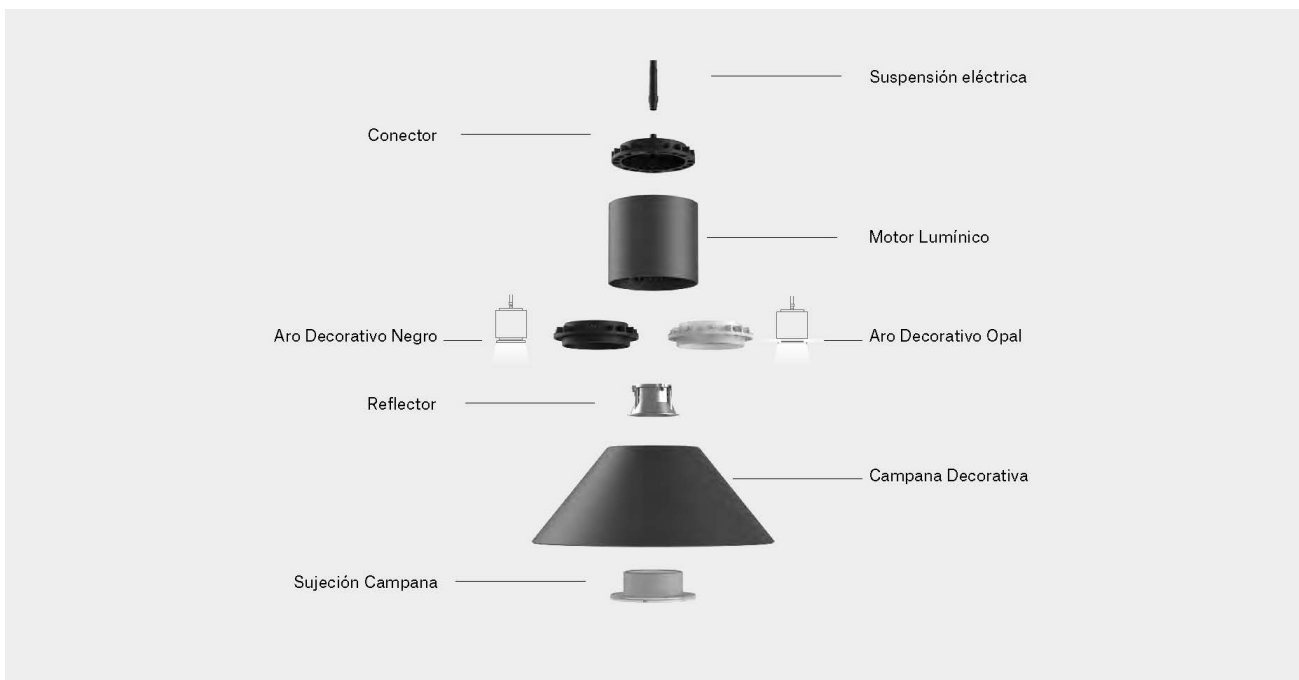 Suspensión eléctrica
Conector
Motor Lumínico
Aro Decorativo Negro
Aro Decorativo Opal
Reflector
Campana Decorativa
Sujeción Campana